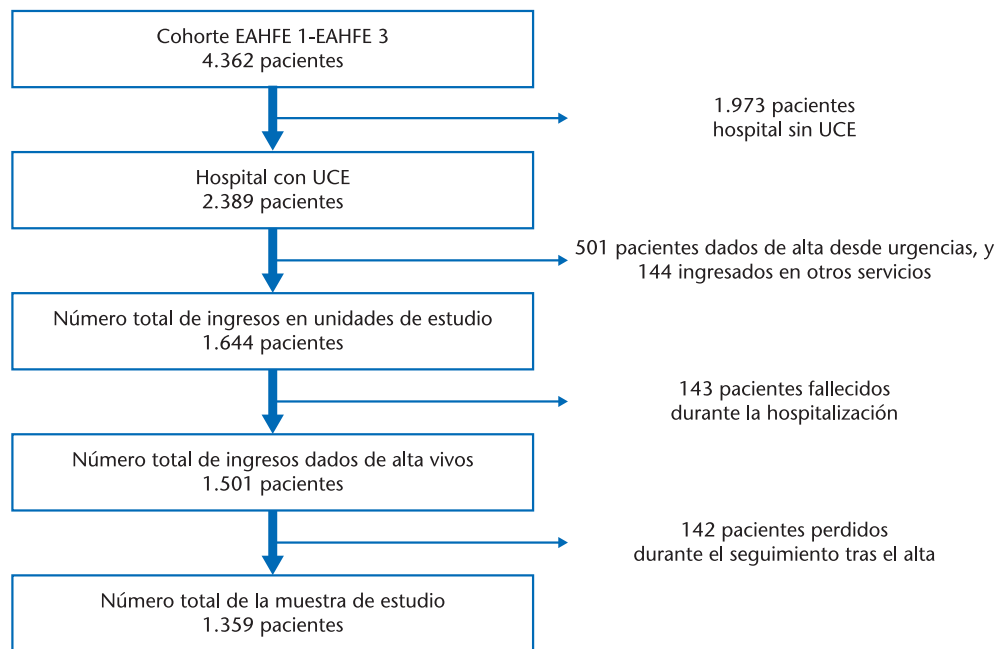 Cohorte EAHFE 1-EAHFE 3
4.362 pacientes
1.973 pacientes
hospital sin UCE
Hospital con UCE
2.389 pacientes
501 pacientes dados de alta desde urgencias, y
144 ingresados en otros servicios
Número total de ingresos en unidades de estudio
1.644 pacientes
143 pacientes fallecidos
durante la hospitalización
Número total de ingresos dados de alta vivos
1.501 pacientes
142 pacientes perdidos
durante el seguimiento tras el alta
Número total de la muestra de estudio
1.359 pacientes